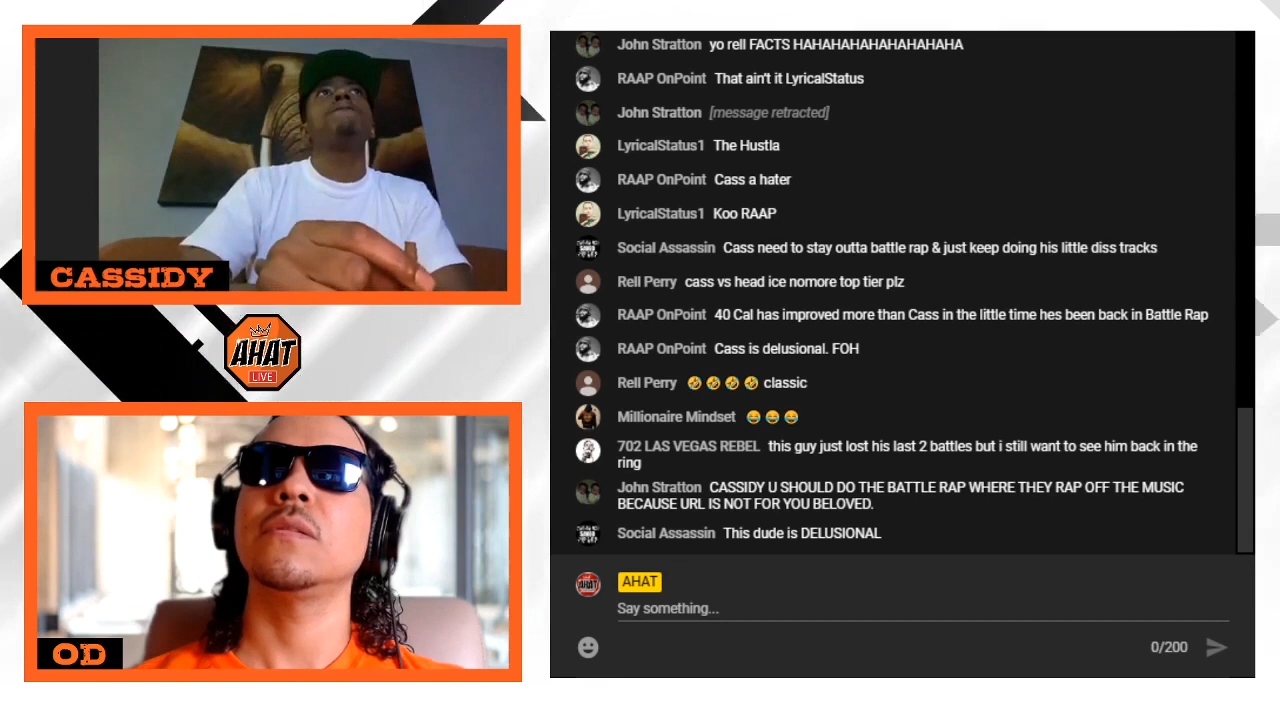 CASSIDY
AHAT
LIVE
OD
John Stratton yo rell FACTS HAHAHAHAHAHAHAHAHA
RAAP OnPoint That ain't it LyricalStatus
John Stratton [message retracted]
LyricalStatus1 The Hustla
RAAP OnPoint Cass a hater
LyricalStatus1 Koo RAAP
Social Assassin Cass need to stay outta battle rap & just keep doing his little diss tracks
Rell Perry cass vs head ice nomore top tier plz
RAAP OnPoint 40 Cal has improved more than Cass in the little time hes been back in Battle Rap
RAAP OnPoint Cass is delusional. FOH
Rell Perry 🤣🤣🤣🤣 classic
Millionaire Mindset 😂😂😂
702 LAS VEGAS REBEL this guy just lost his last 2 battles but i still want to see him back in the
ring
John Stratton CASSIDY U SHOULD DO THE BATTLE RAP WHERE THEY RAP OFF THE MUSIC
BECAUSE URL IS NOT FOR YOU BELOVED.
Social Assassin This dude is DELUSIONAL
AHAT
Say something...
0/200